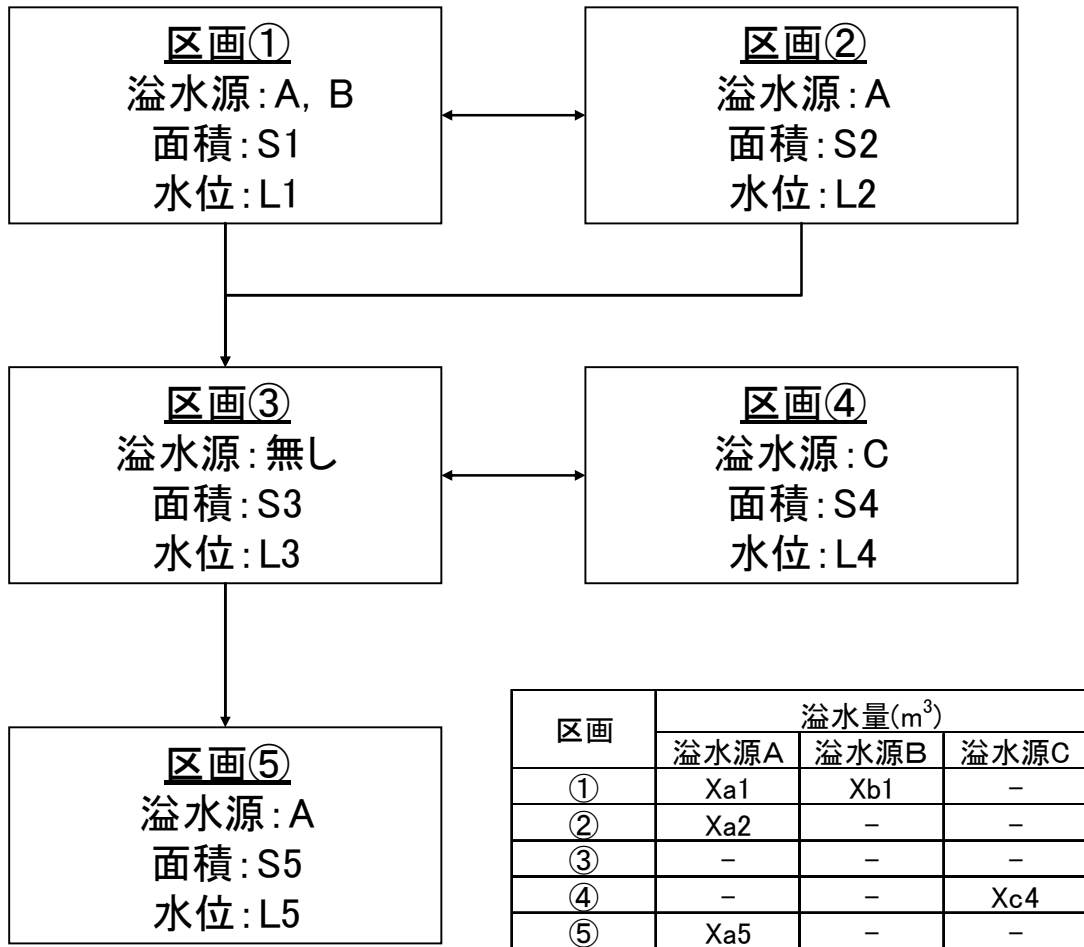 区画①
溢水源:A, B
面積:S1
水位:L1
区画②
溢水源:A
面積:S2
水位:L2
区画③
溢水源:無し
面積:S3
水位:L3
区画④
溢水源:C
面積:S4
水位:L4
区画⑤
溢水源:A
面積:S5
水位:L5
区画 溢水量(m³)
溢水源A 溢水源B 溢水源C
① Xa1 Xb1 -
② Xa2 - -
③ - - -
④ - - Xc4
⑤ Xa5 - -